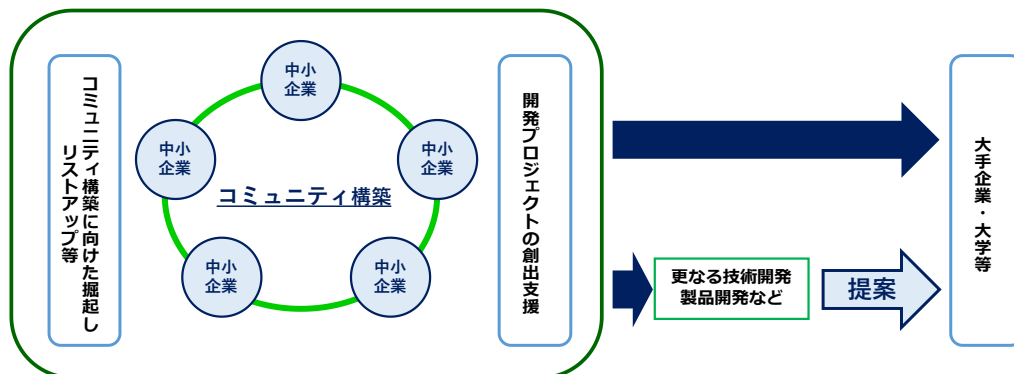 コミュニティ構築に向けた掘起し
リストアップ等
中小
企業
中小
企業
中小
企業
中小
企業
中小
企業
コミュニティ構築
開発プロジェクトの創出支援
更なる技術開発
製品開発など
提案
大手企業・大学等